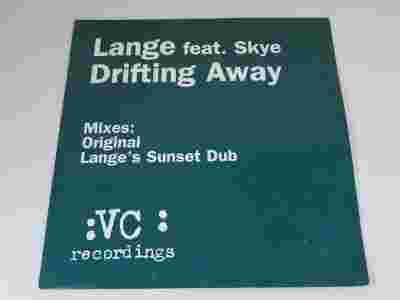 Lange feat. Skye
Drifting Away
Mixes:
Original
Lange's Sunset Dub
:VC :
recordings